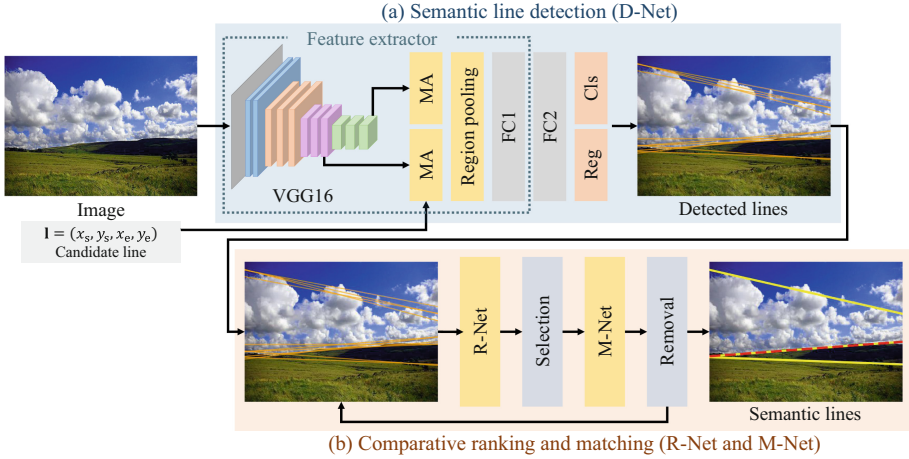 (a) Semantic line detection (D-Net)
Feature extractor
MA
MA
Region pooling
FC1
FC2
Cls
Reg
VGG16
Image
Detected lines
l = (xₛ, yₛ, xₑ, yₑ)
Candidate line
R-Net
Selection
M-Net
Removal
Semantic lines
(b) Comparative ranking and matching (R-Net and M-Net)